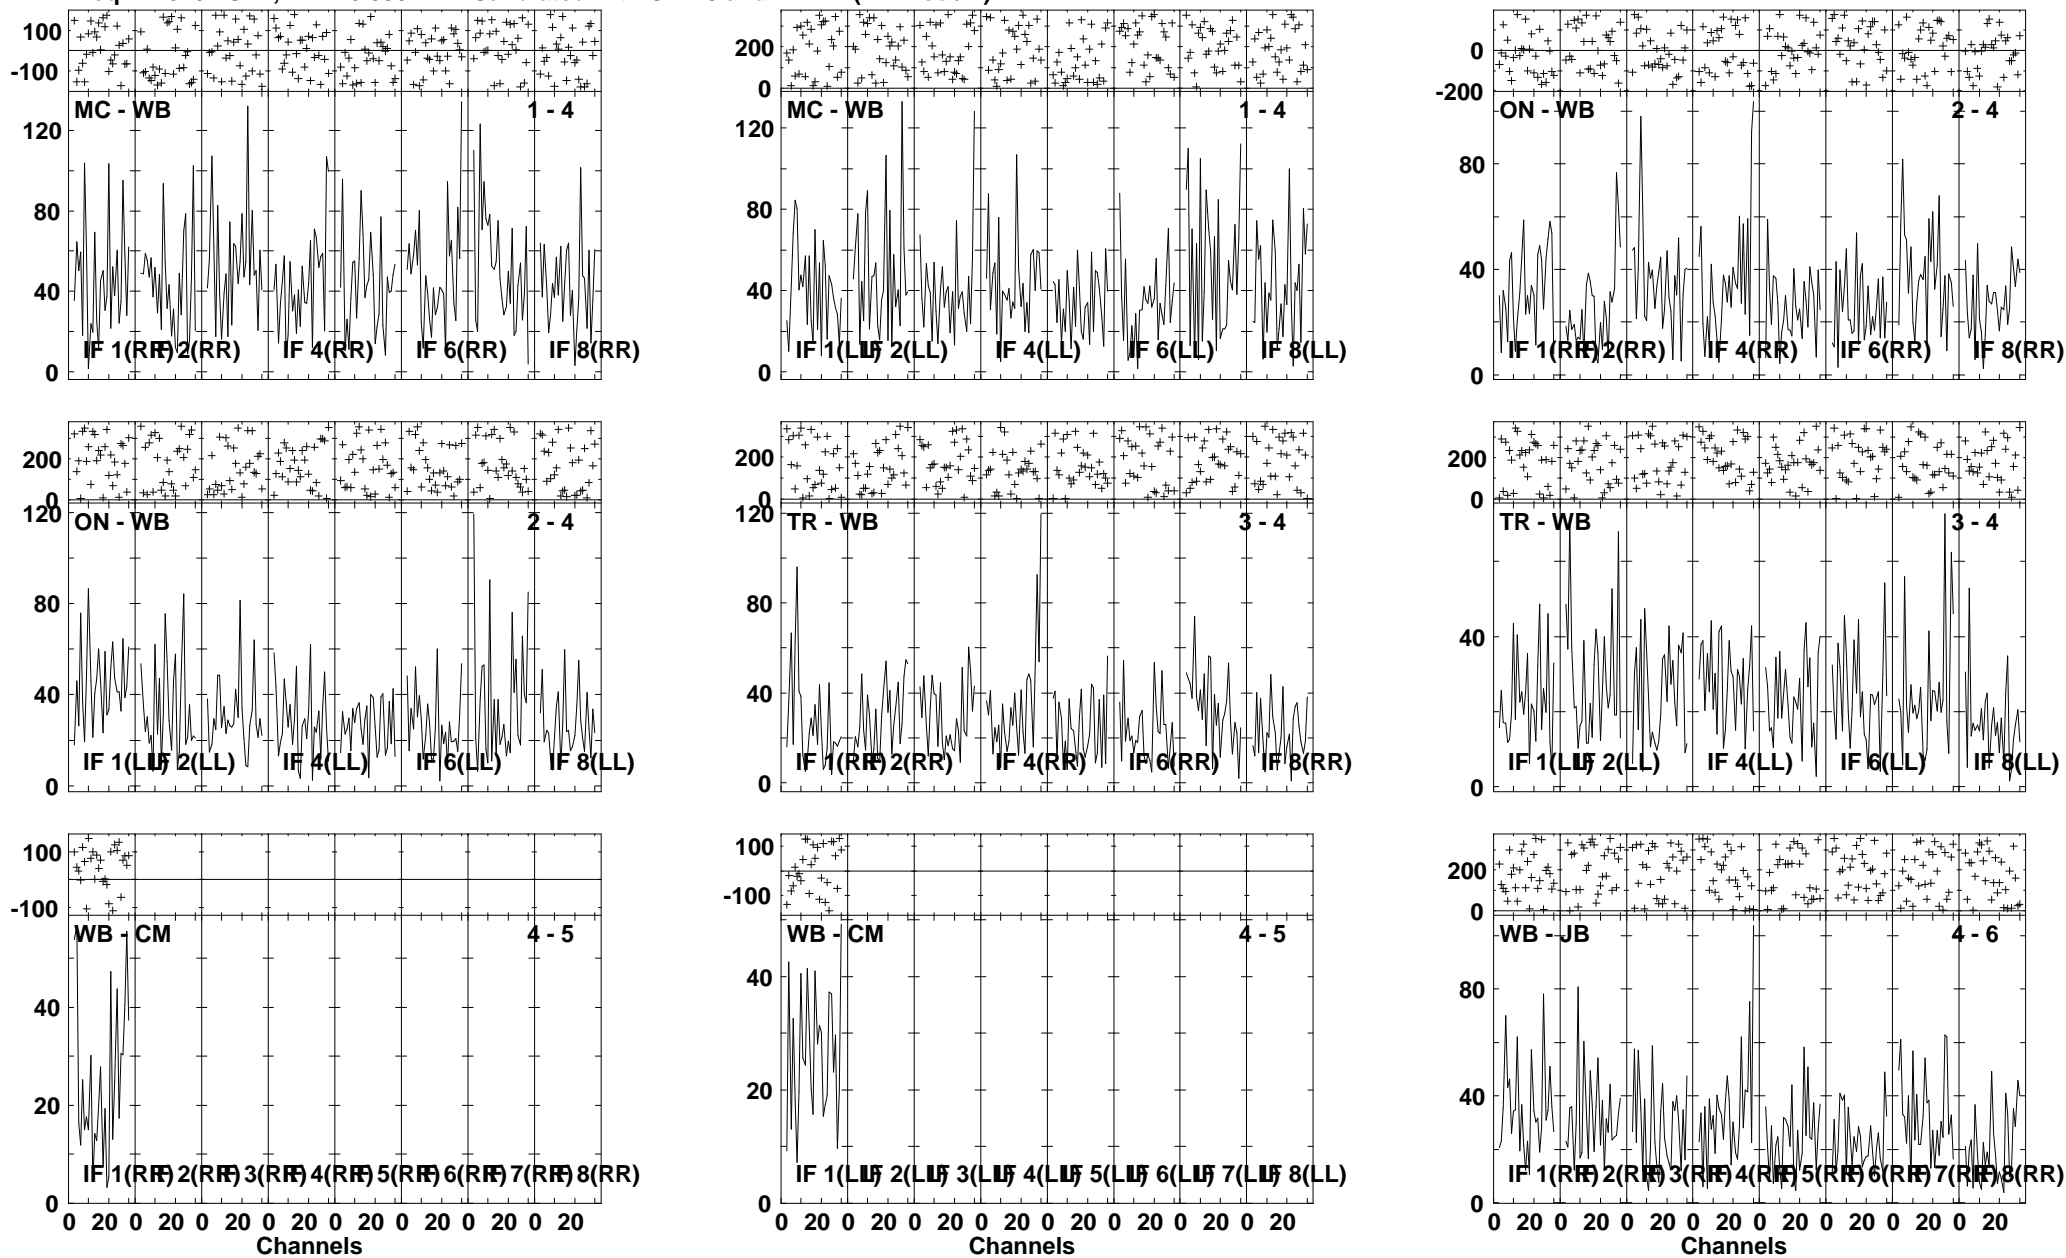 100
-100
MC - WB 1 - 4
120
80
40
0
IF 1(RR) IF 2(RR) IF 4(RR) IF 6(RR) IF 8(RR)
200
0
MC - WB 1 - 4
120
80
40
0
IF 1(LL) IF 2(LL) IF 4(LL) IF 6(LL) IF 8(LL)
0
-200
ON - WB 2 - 4
80
40
0
IF 1(RR) IF 2(RR) IF 4(RR) IF 6(RR) IF 8(RR)
200
0
120
ON - WB 2 - 4
80
40
0
IF 1(LL) IF 2(LL) IF 4(LL) IF 6(LL) IF 8(LL)
200
0
120
TR - WB 3 - 4
80
40
0
IF 1(RR) IF 2(RR) IF 4(RR) IF 6(RR) IF 8(RR)
200
0
TR - WB 3 - 4
40
0
IF 1(LL) IF 2(LL) IF 4(LL) IF 6(LL) IF 8(LL)
100
-100
WB - CM 4 - 5
40
20
0
IF 1(RR) IF 2(RR) IF 3(RR) IF 4(RR) IF 5(RR) IF 6(RR) IF 7(RR) IF 8(RR)
0 20 0 20 0 20 0 20 0 20 0 20 0 20 0 20
Channels
100
-100
WB - CM 4 - 5
40
20
0
IF 1(LL) IF 2(LL) IF 3(LL) IF 4(LL) IF 5(LL) IF 6(LL) IF 7(LL) IF 8(LL)
0 20 0 20 0 20 0 20 0 20 0 20 0 20 0 20
Channels
200
0
WB - JB 4 - 6
80
40
0
IF 1(RR) IF 2(RR) IF 3(RR) IF 4(RR) IF 5(RR) IF 6(RR) IF 7(RR) IF 8(RR)
0 20 0 20 0 20 0 20 0 20 0 20 0 20 0 20
Channels